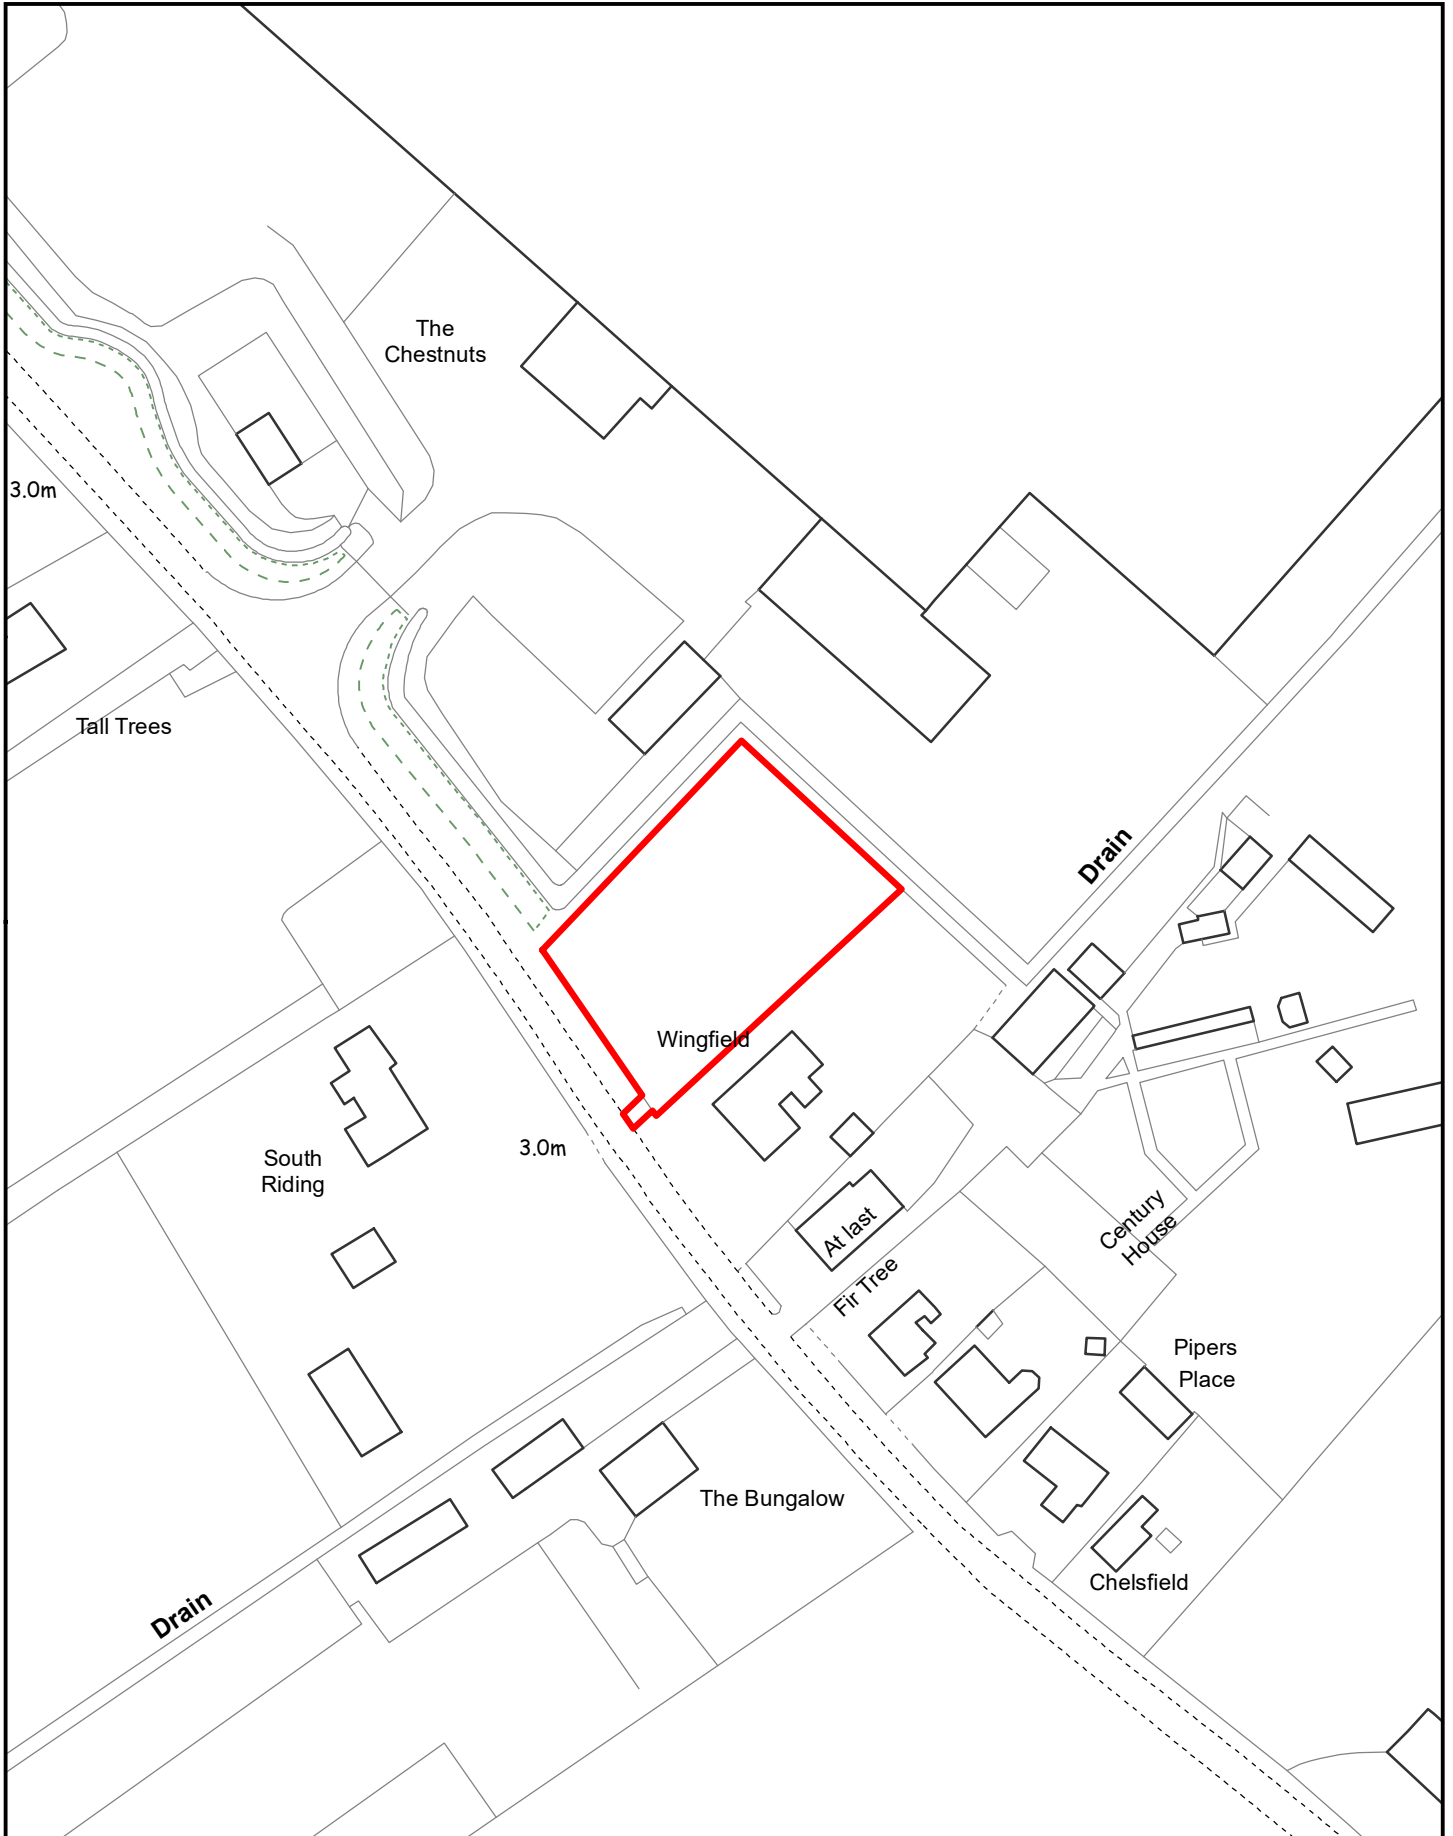 The
Chestnuts
3.0m
Tall Trees
Drain
Wingfield
3.0m
South
Riding
At last
Century
House
Fir Tree
Pipers
Place
The Bungalow
Chelsfield
Drain